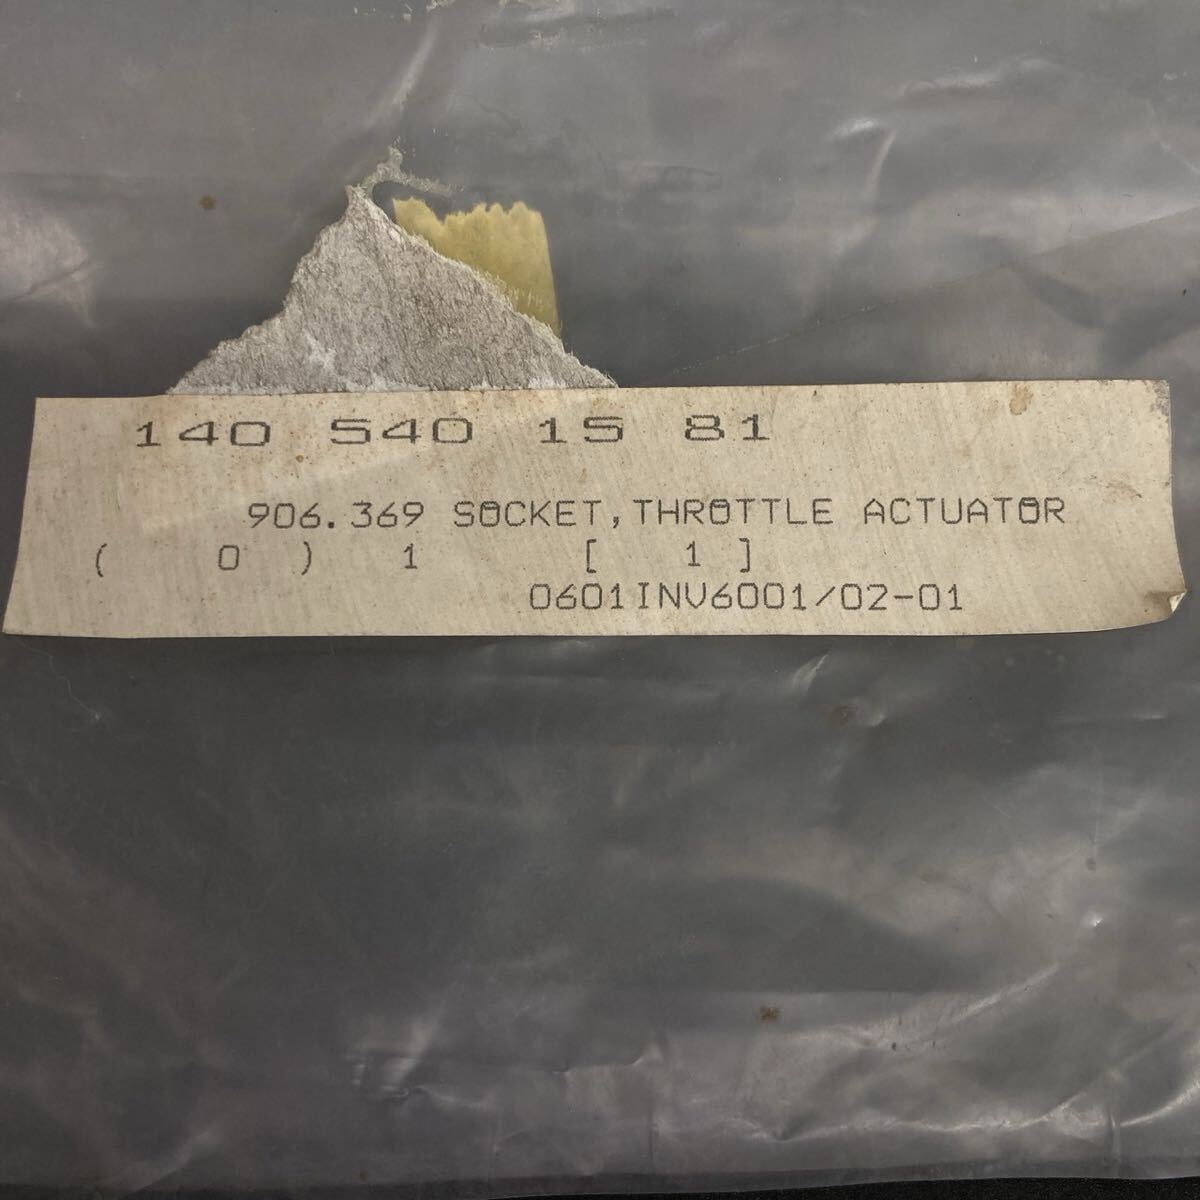 140 540 15 81
906.369 SOCKET,THROTTLE ACTUATOR
( 0 ) 1 [ 1 ]
0601INV6001/02-01